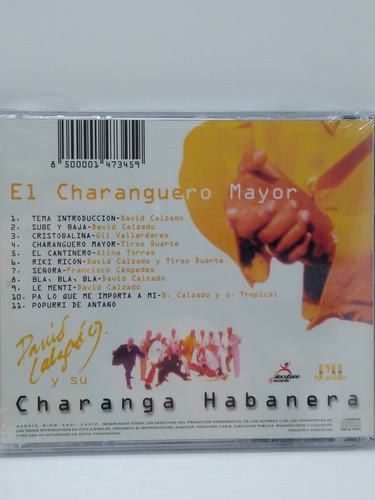 8 500001 473459
El Charanguero Mayor
1. TEMA INTRODUCCION-David Calzado
2. SUBE Y BAJA-David Calzado
3. CRISTOBALINA-Gil Vallardares
4. CHARANGUERO MAYOR-Tirso Duarte
5. EL CANTINERO-Alina Torres
6. RIKI RICON-David Calzado y Tirso Duarte
7. SEÑORA-Francisco Céspedes
8. BLA, BLA, BLA-David Calzado
9. LE MENTI-David Calzado
10. PA LO QUE ME IMPORTA A MI-D. Calzado y J. Tropical
11. POPURRI DE ANTAÑO
David Calzado
y su
Charanga Habanera
INDUSTRIA ARGENTINA